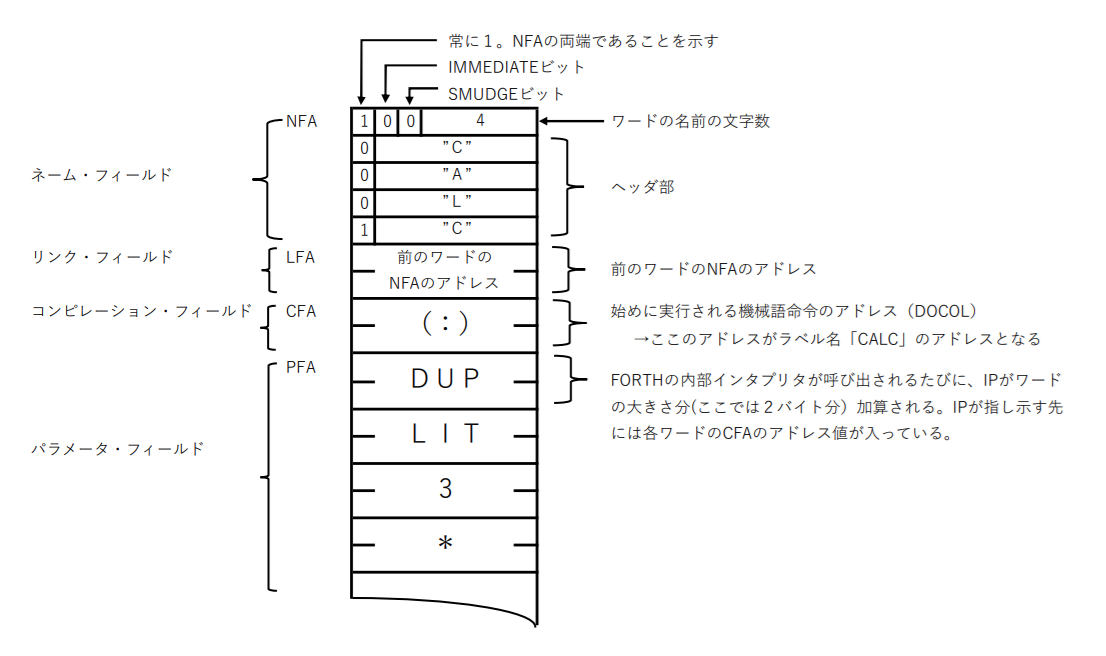 常に１。NFAの両端であることを示す
IMMEDIATEビット
SMUDGEビット
NFA
1 0 0 4
ワードの名前の文字数
0 ”C”
0 ”A”
0 ”L”
1 ”C”
ネーム・フィールド
ヘッダ部
リンク・フィールド
LFA
前のワードの
NFAのアドレス
前のワードのNFAのアドレス
コンピレーション・フィールド
CFA
（：）
始めに実行される機械語命令のアドレス（DOCOL）
→ここのアドレスがラベル名「CALC」のアドレスとなる
PFA
ＤＵＰ
FORTHの内部インタプリタが呼び出されるたびに、IPがワード
の大きさ分(ここでは２バイト分）加算される。IPが指し示す先
には各ワードのCFAのアドレス値が入っている。
パラメータ・フィールド
ＬＩＴ
３
＊